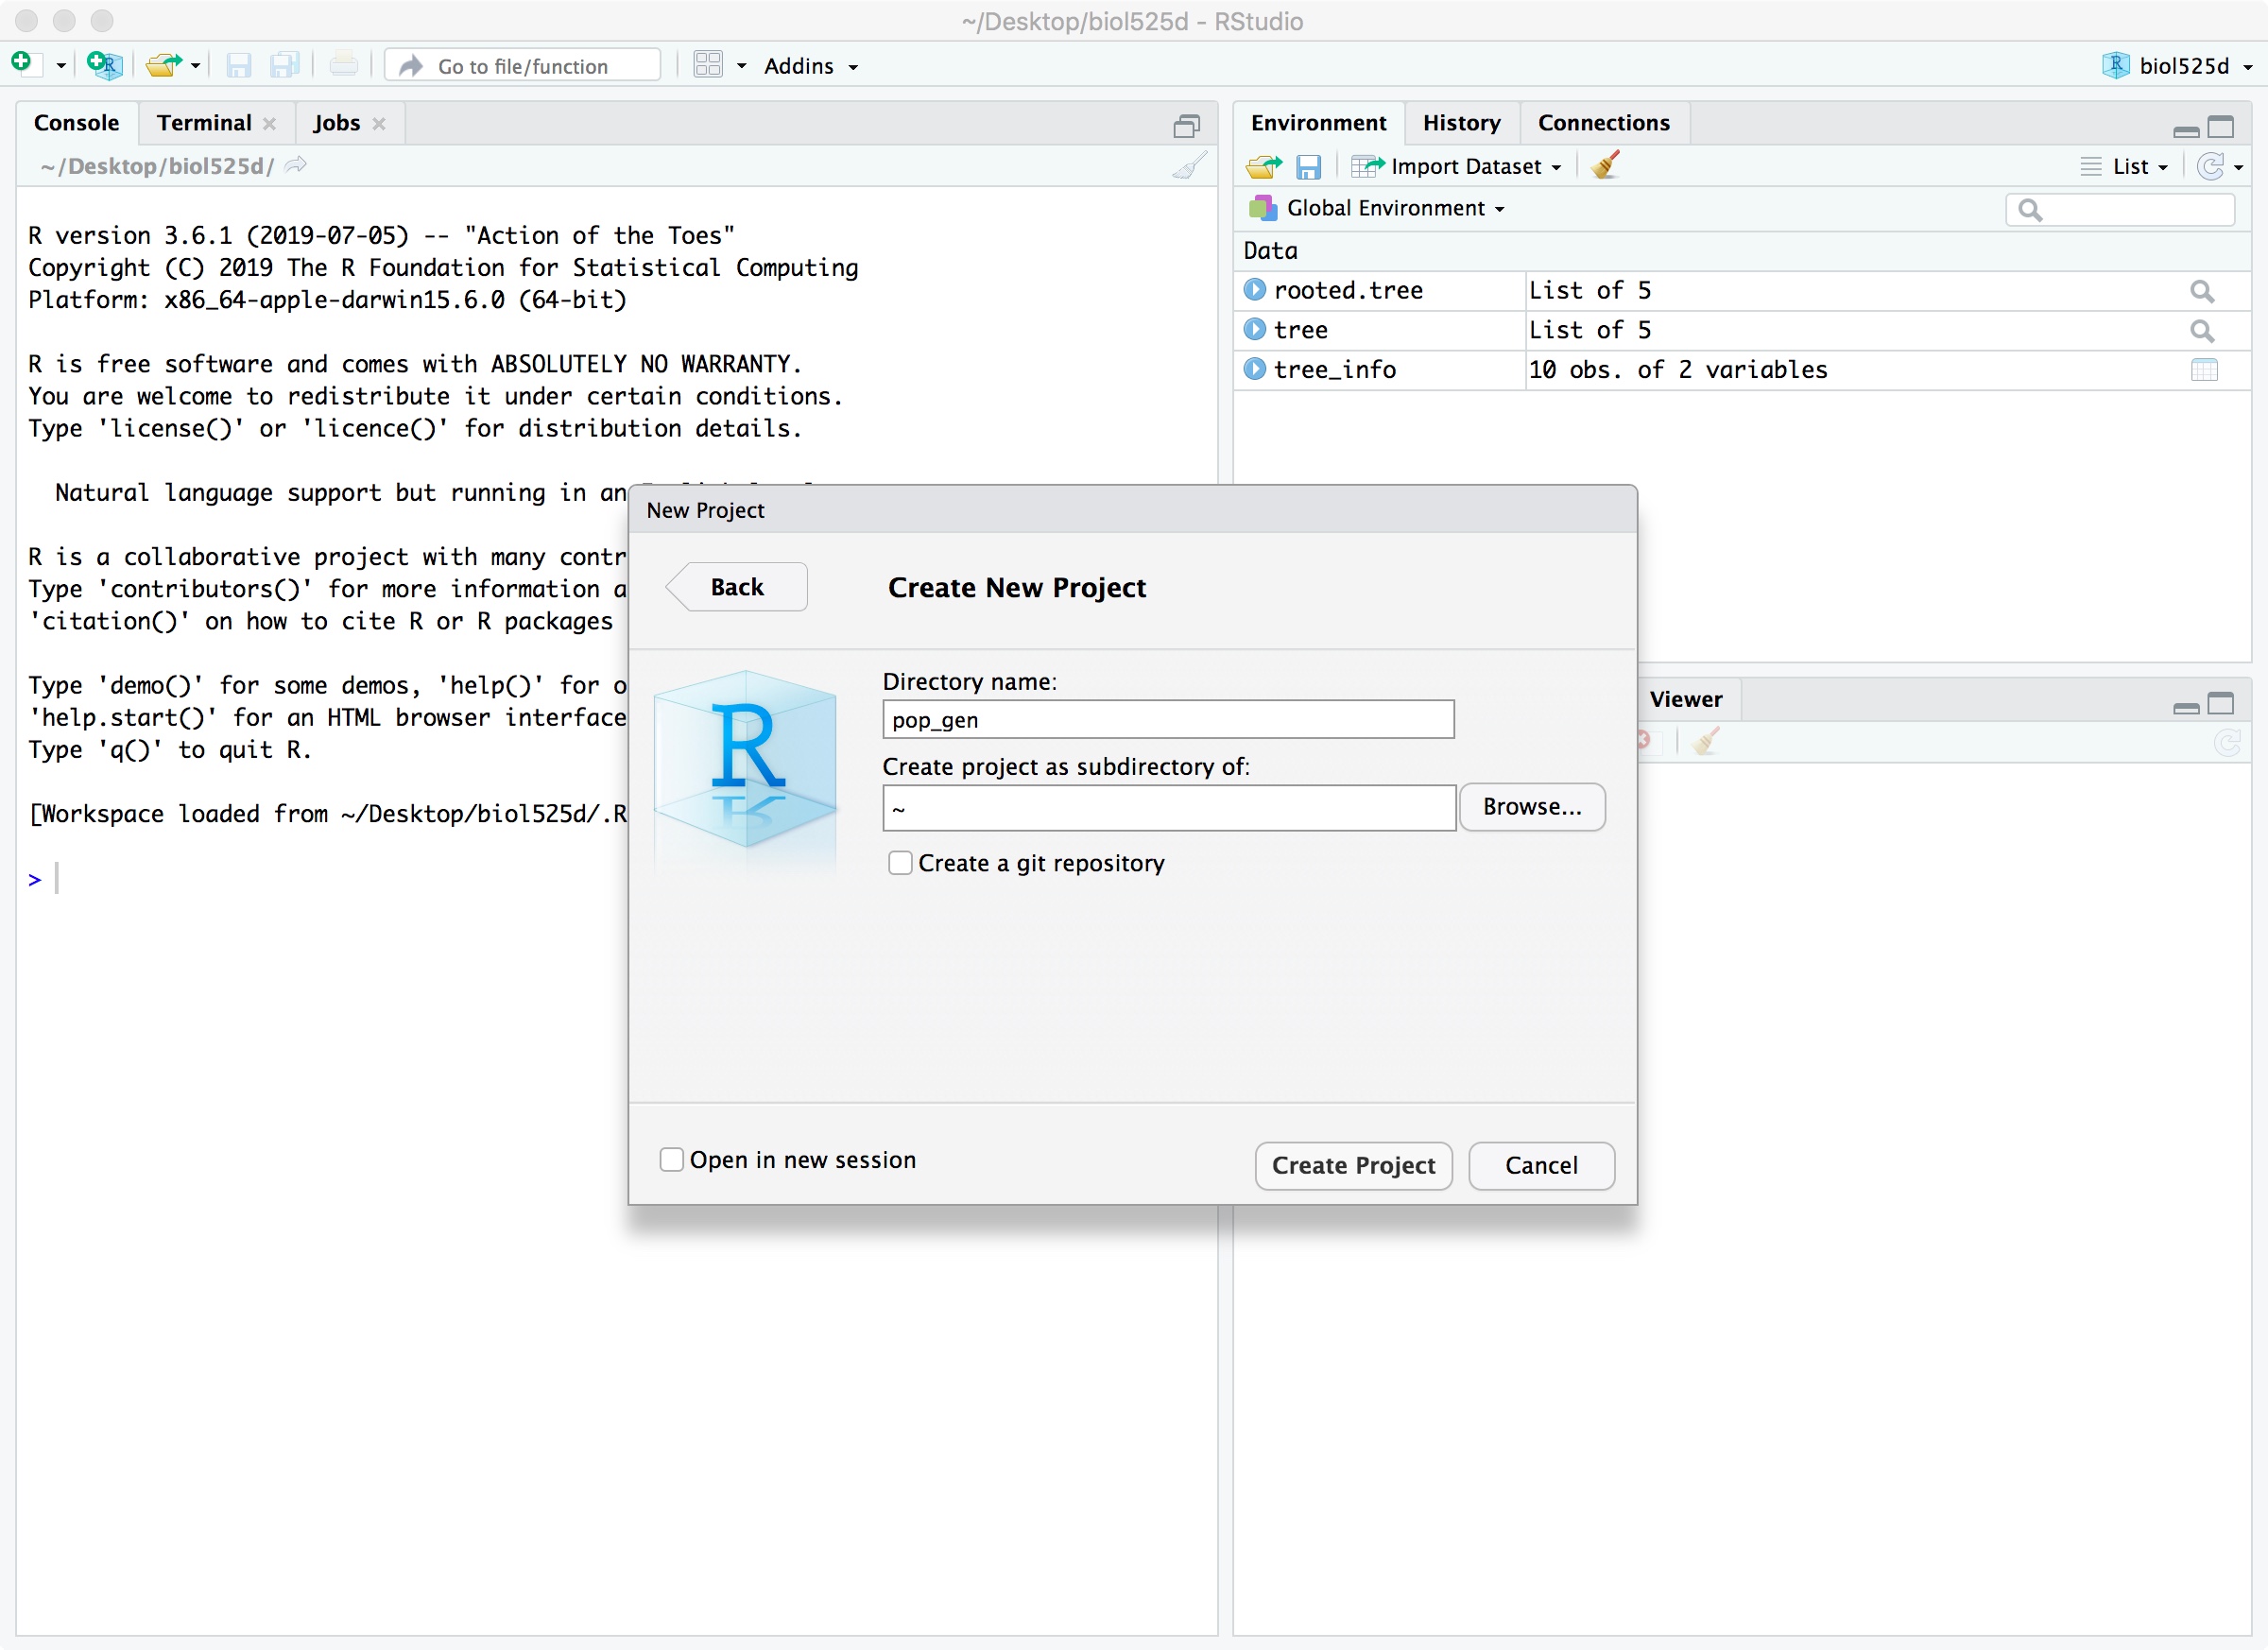 ~/Desktop/biol525d - RStudio
Go to file/function
Addins
biol525d
Console
Terminal
Jobs
~/Desktop/biol525d/
R version 3.6.1 (2019-07-05) -- "Action of the Toes"
Copyright (C) 2019 The R Foundation for Statistical Computing
Platform: x86_64-apple-darwin15.6.0 (64-bit)
R is free software and comes with ABSOLUTELY NO WARRANTY.
You are welcome to redistribute it under certain conditions.
Type 'license()' or 'licence()' for distribution details.
Natural language support but running in an
R is a collaborative project with many contr
Type 'contributors()' for more information a
'citation()' on how to cite R or R packages
Type 'demo()' for some demos, 'help()' for o
'help.start()' for an HTML browser interface
Type 'q()' to quit R.
[Workspace loaded from ~/Desktop/biol525d/.R
>
Environment
History
Connections
Import Dataset
List
Global Environment
Data
rooted.tree List of 5
tree List of 5
tree_info 10 obs. of 2 variables
Viewer
New Project
Back
Create New Project
R
Directory name:
pop_gen
Create project as subdirectory of:
~
Browse...
Create a git repository
Open in new session
Create Project
Cancel